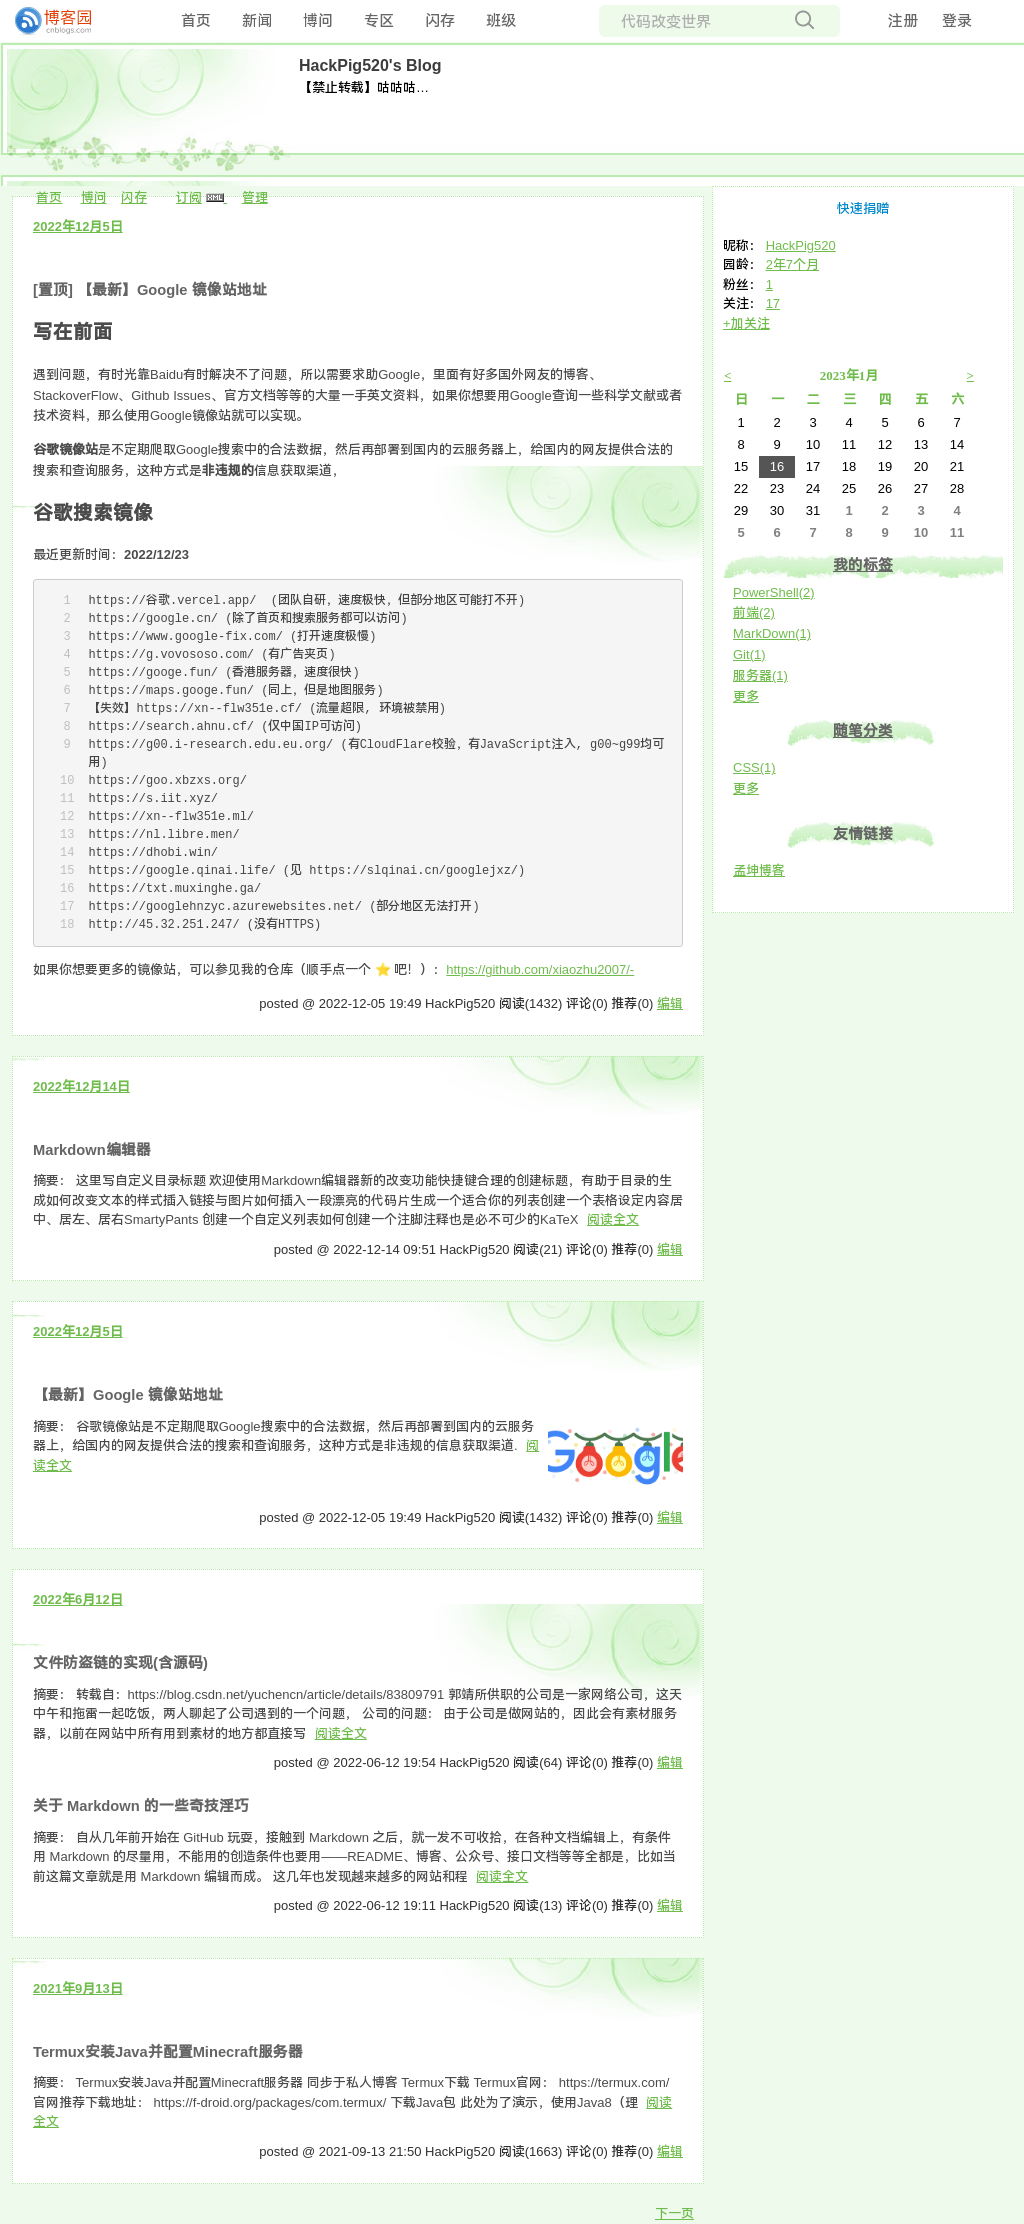 博客园
cnblogs.com
首页 新闻 博问 专区 闪存 班级
代码改变世界
注册 登录
HackPig520's Blog
【禁止转载】咕咕咕…
首页 博问 闪存 订阅 XML 管理
2022年12月5日
[置顶] 【最新】Google 镜像站地址
写在前面
遇到问题，有时光靠Baidu有时解决不了问题，所以需要求助Google，里面有好多国外网友的博客、
StackoverFlow、Github Issues、官方文档等等的大量一手英文资料，如果你想要用Google查询一些科学文献或者
技术资料，那么使用Google镜像站就可以实现。
谷歌镜像站是不定期爬取Google搜索中的合法数据，然后再部署到国内的云服务器上，给国内的网友提供合法的
搜索和查询服务，这种方式是非违规的信息获取渠道，
谷歌搜索镜像
最近更新时间：2022/12/23
1 https://谷歌.vercel.app/ （团队自研，速度极快，但部分地区可能打不开）
2 https://google.cn/（除了首页和搜索服务都可以访问）
3 https://www.google-fix.com/（打开速度极慢）
4 https://g.vovososo.com/（有广告夹页）
5 https://googe.fun/（香港服务器，速度很快）
6 https://maps.googe.fun/（同上，但是地图服务）
7 【失效】https://xn--flw351e.cf/（流量超限, 环境被禁用）
8 https://search.ahnu.cf/（仅中国IP可访问）
9 https://g00.i-research.edu.eu.org/（有CloudFlare校验，有JavaScript注入, g00~g99均可
用）
10 https://goo.xbzxs.org/
11 https://s.iit.xyz/
12 https://xn--flw351e.ml/
13 https://nl.libre.men/
14 https://dhobi.win/
15 https://google.qinai.life/（见 https://slqinai.cn/googlejxz/）
16 https://txt.muxinghe.ga/
17 https://googlehnzyc.azurewebsites.net/（部分地区无法打开）
18 http://45.32.251.247/（没有HTTPS）
如果你想要更多的镜像站，可以参见我的仓库（顺手点一个 ⭐ 吧！）：https://github.com/xiaozhu2007/-
posted @ 2022-12-05 19:49 HackPig520 阅读(1432) 评论(0) 推荐(0) 编辑
2022年12月14日
Markdown编辑器
摘要： 这里写自定义目录标题 欢迎使用Markdown编辑器新的改变功能快捷键合理的创建标题，有助于目录的生
成如何改变文本的样式插入链接与图片如何插入一段漂亮的代码片生成一个适合你的列表创建一个表格设定内容居
中、居左、居右SmartyPants 创建一个自定义列表如何创建一个注脚注释也是必不可少的KaTeX 阅读全文
posted @ 2022-12-14 09:51 HackPig520 阅读(21) 评论(0) 推荐(0) 编辑
2022年12月5日
【最新】Google 镜像站地址
摘要： 谷歌镜像站是不定期爬取Google搜索中的合法数据，然后再部署到国内的云服务
器上，给国内的网友提供合法的搜索和查询服务，这种方式是非违规的信息获取渠道. 阅
读全文
Google
posted @ 2022-12-05 19:49 HackPig520 阅读(1432) 评论(0) 推荐(0) 编辑
2022年6月12日
文件防盗链的实现(含源码)
摘要： 转载自：https://blog.csdn.net/yuchencn/article/details/83809791 郭靖所供职的公司是一家网络公司，这天
中午和拖雷一起吃饭，两人聊起了公司遇到的一个问题， 公司的问题： 由于公司是做网站的，因此会有素材服务
器，以前在网站中所有用到素材的地方都直接写 阅读全文
posted @ 2022-06-12 19:54 HackPig520 阅读(64) 评论(0) 推荐(0) 编辑
关于 Markdown 的一些奇技淫巧
摘要： 自从几年前开始在 GitHub 玩耍，接触到 Markdown 之后，就一发不可收拾，在各种文档编辑上，有条件
用 Markdown 的尽量用，不能用的创造条件也要用——README、博客、公众号、接口文档等等全都是，比如当
前这篇文章就是用 Markdown 编辑而成。 这几年也发现越来越多的网站和程 阅读全文
posted @ 2022-06-12 19:11 HackPig520 阅读(13) 评论(0) 推荐(0) 编辑
2021年9月13日
Termux安装Java并配置Minecraft服务器
摘要： Termux安装Java并配置Minecraft服务器 同步于私人博客 Termux下载 Termux官网： https://termux.com/
官网推荐下载地址： https://f-droid.org/packages/com.termux/ 下载Java包 此处为了演示，使用Java8（理 阅读
全文
posted @ 2021-09-13 21:50 HackPig520 阅读(1663) 评论(0) 推荐(0) 编辑
下一页
快速捐赠
昵称： HackPig520
园龄： 2年7个月
粉丝： 1
关注： 17
+加关注
< 2023年1月 >
日 一 二 三 四 五 六
1 2 3 4 5 6 7
8 9 10 11 12 13 14
15 16 17 18 19 20 21
22 23 24 25 26 27 28
29 30 31 1 2 3 4
5 6 7 8 9 10 11
我的标签
PowerShell(2)
前端(2)
MarkDown(1)
Git(1)
服务器(1)
更多
随笔分类
CSS(1)
更多
友情链接
孟坤博客